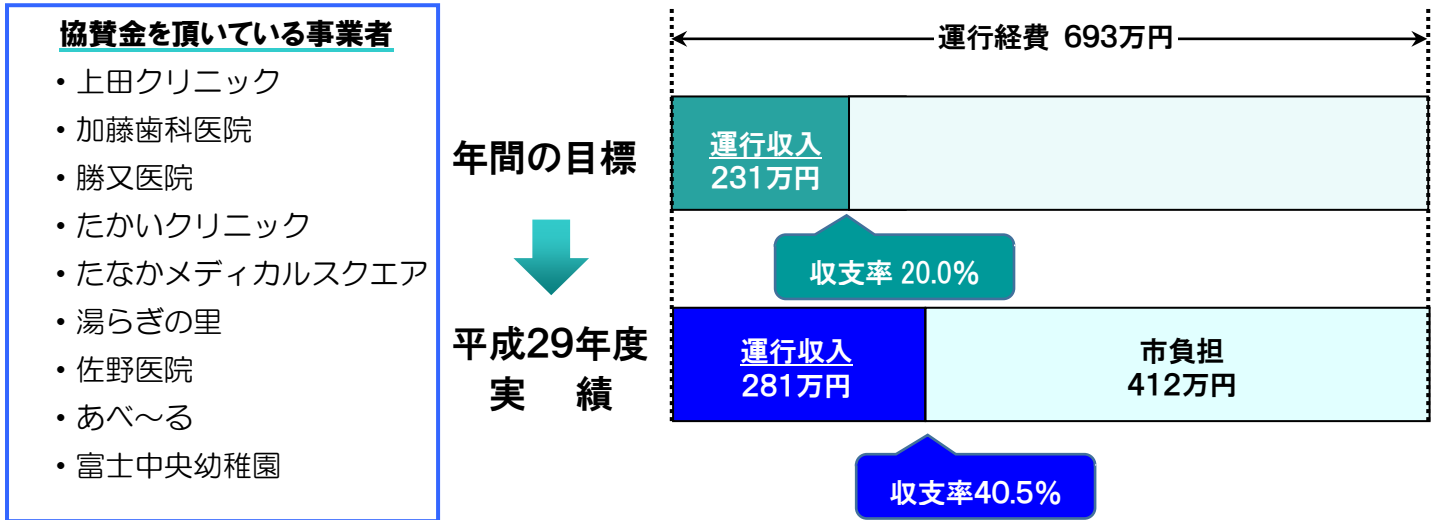 協賛金を頂いている事業者
・上田クリニック
・加藤歯科医院
・勝又医院
・たかいクリニック
・たなかメディカルスクエア
・湯らぎの里
・佐野医院
・あべ～る
・富士中央幼稚園
運行経費 693万円
年間の目標
運行収入
231万円
収支率 20.0%
平成29年度
実　績
運行収入
281万円
市負担
412万円
収支率40.5%